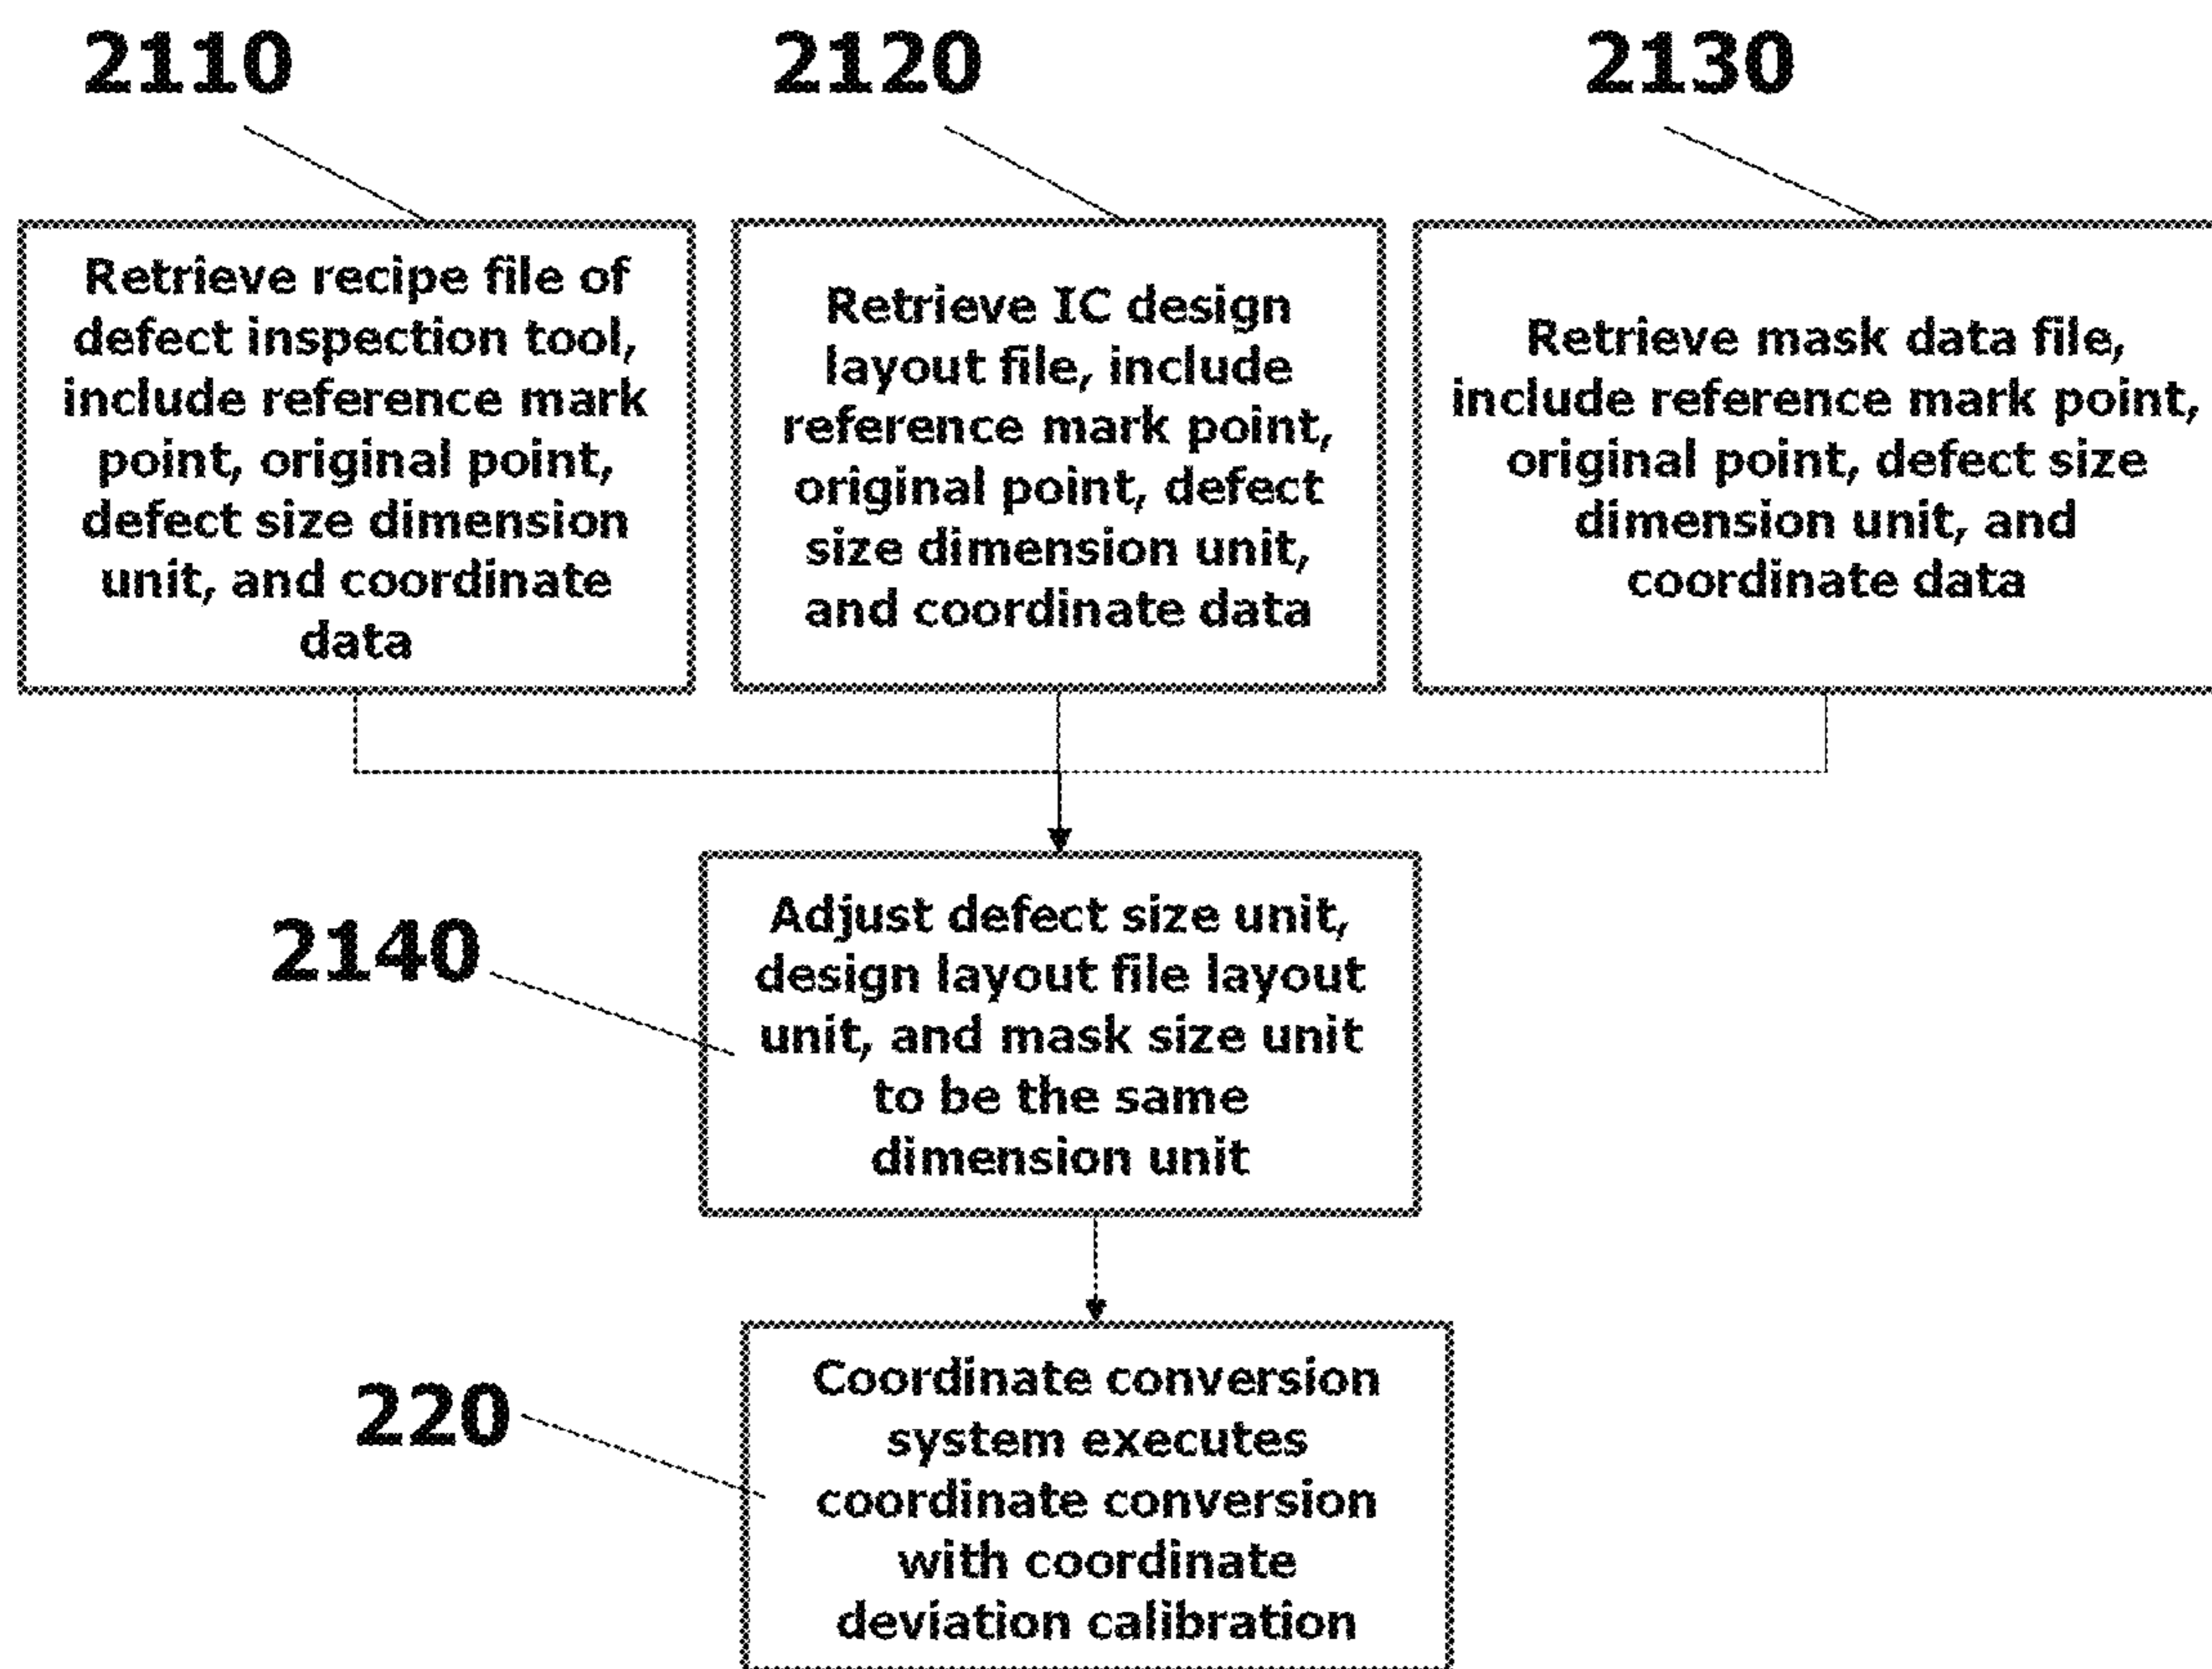 2110
2120
2130
Retrieve recipe file of
defect inspection tool,
include reference mark
point, original point,
defect size dimension
unit, and coordinate
data
Retrieve IC design
layout file, include
reference mark point,
original point, defect
size dimension unit,
and coordinate data
Retrieve mask data file,
include reference mark point,
original point, defect size
dimension unit, and
coordinate data
2140
Adjust defect size unit,
design layout file layout
unit, and mask size unit
to be the same
dimension unit
220
Coordinate conversion
system executes
coordinate conversion
with coordinate
deviation calibration